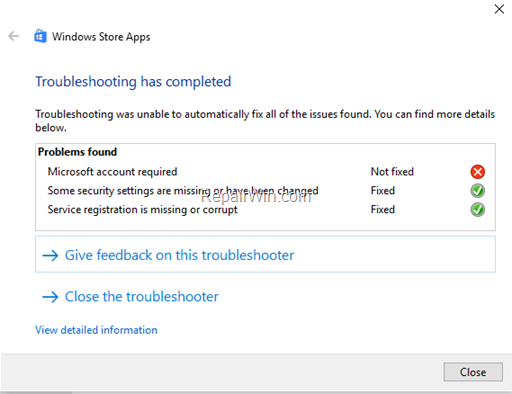 Windows Store Apps
Troubleshooting has completed
Troubleshooting was unable to automatically fix all of the issues found. You can find more details
below.
Problems found
Microsoft account required Not fixed
Some security settings are missing or have been changed Fixed
RepairWin.com
Service registration is missing or corrupt Fixed
Give feedback on this troubleshooter
Close the troubleshooter
View detailed information
Close